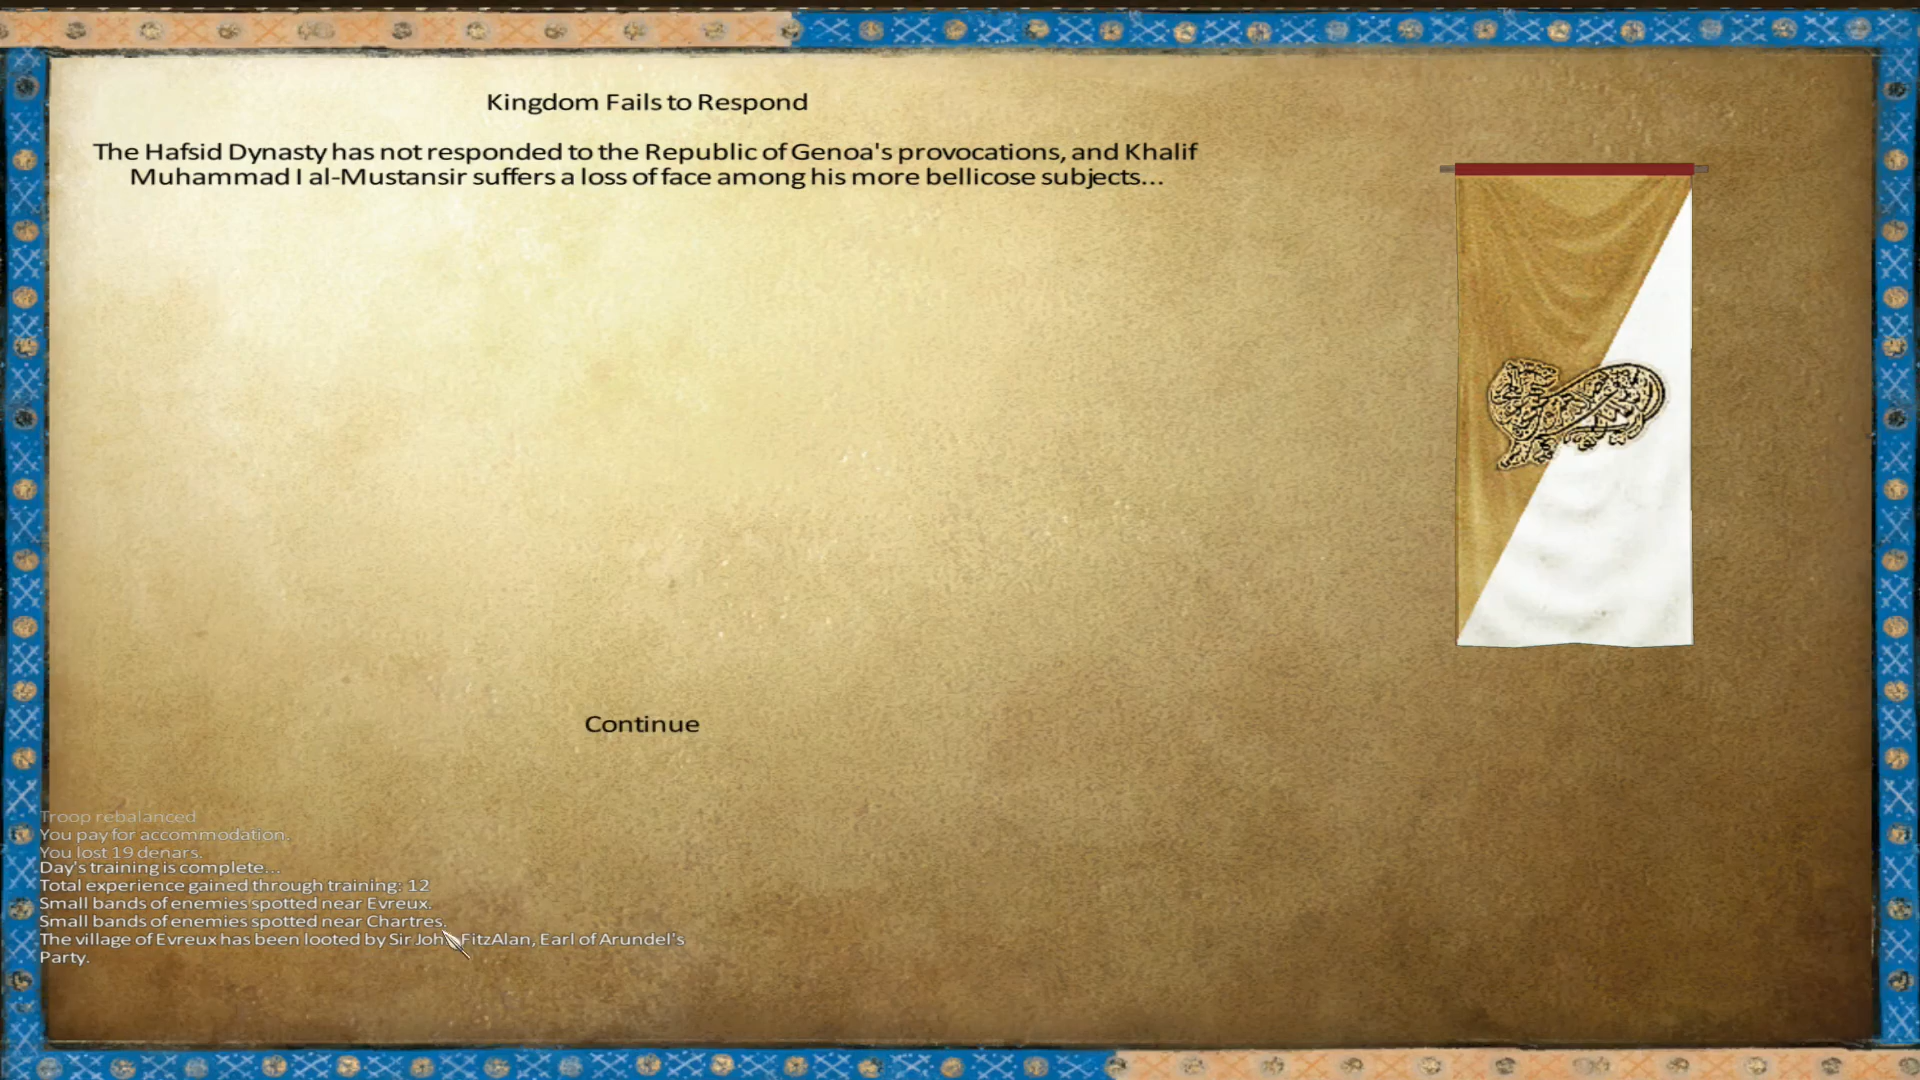 Kingdom Fails to Respond
The Hafsid Dynasty has not responded to the Republic of Genoa's provocations, and Khalif
Muhammad I al-Mustansir suffers a loss of face among his more bellicose subjects...
Continue
Troop rebalanced
You pay for accommodation.
You lost 19 denars.
Day's training is complete...
Total experience gained through training: 12
Small bands of enemies spotted near Evreux.
Small bands of enemies spotted near Chartres.
The village of Evreux has been looted by Sir John FitzAlan, Earl of Arundel's
Party.